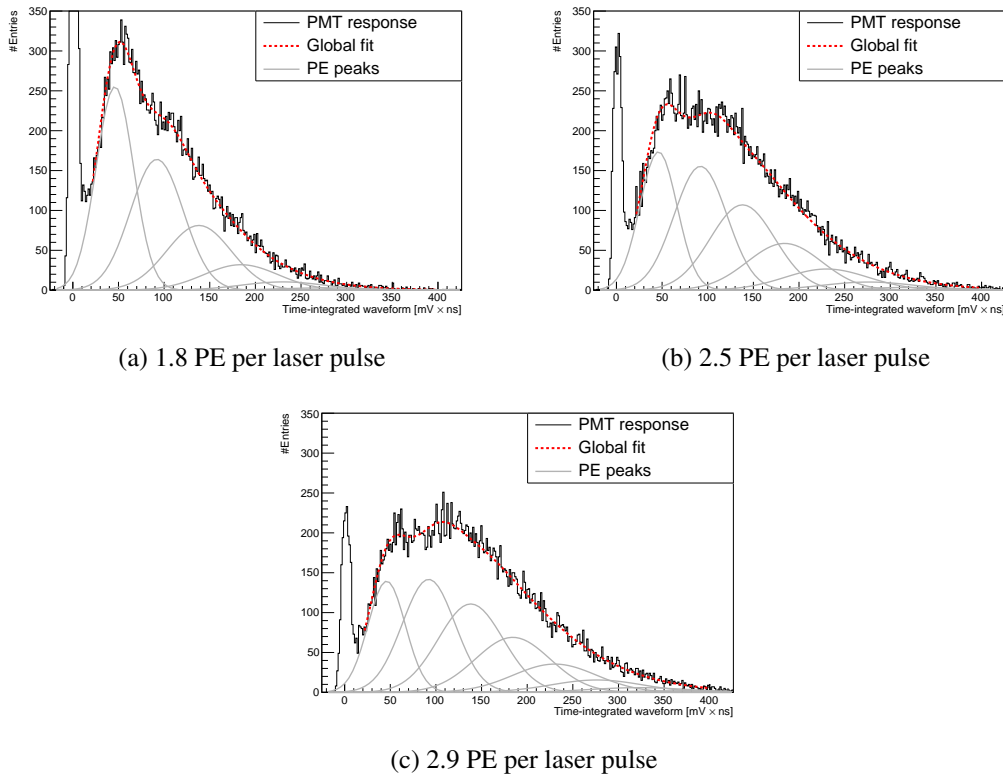 #Entries
350
300
250
200
150
100
50
0
PMT response
Global fit
PE peaks
0 50 100 150 200 250 300 350 400
Time-integrated waveform [mV × ns]
(a) 1.8 PE per laser pulse
#Entries
350
300
250
200
150
100
50
0
PMT response
Global fit
PE peaks
0 50 100 150 200 250 300 350 400
Time-integrated waveform [mV × ns]
(b) 2.5 PE per laser pulse
#Entries
350
300
250
200
150
100
50
0
PMT response
Global fit
PE peaks
0 50 100 150 200 250 300 350 400
Time-integrated waveform [mV × ns]
(c) 2.9 PE per laser pulse